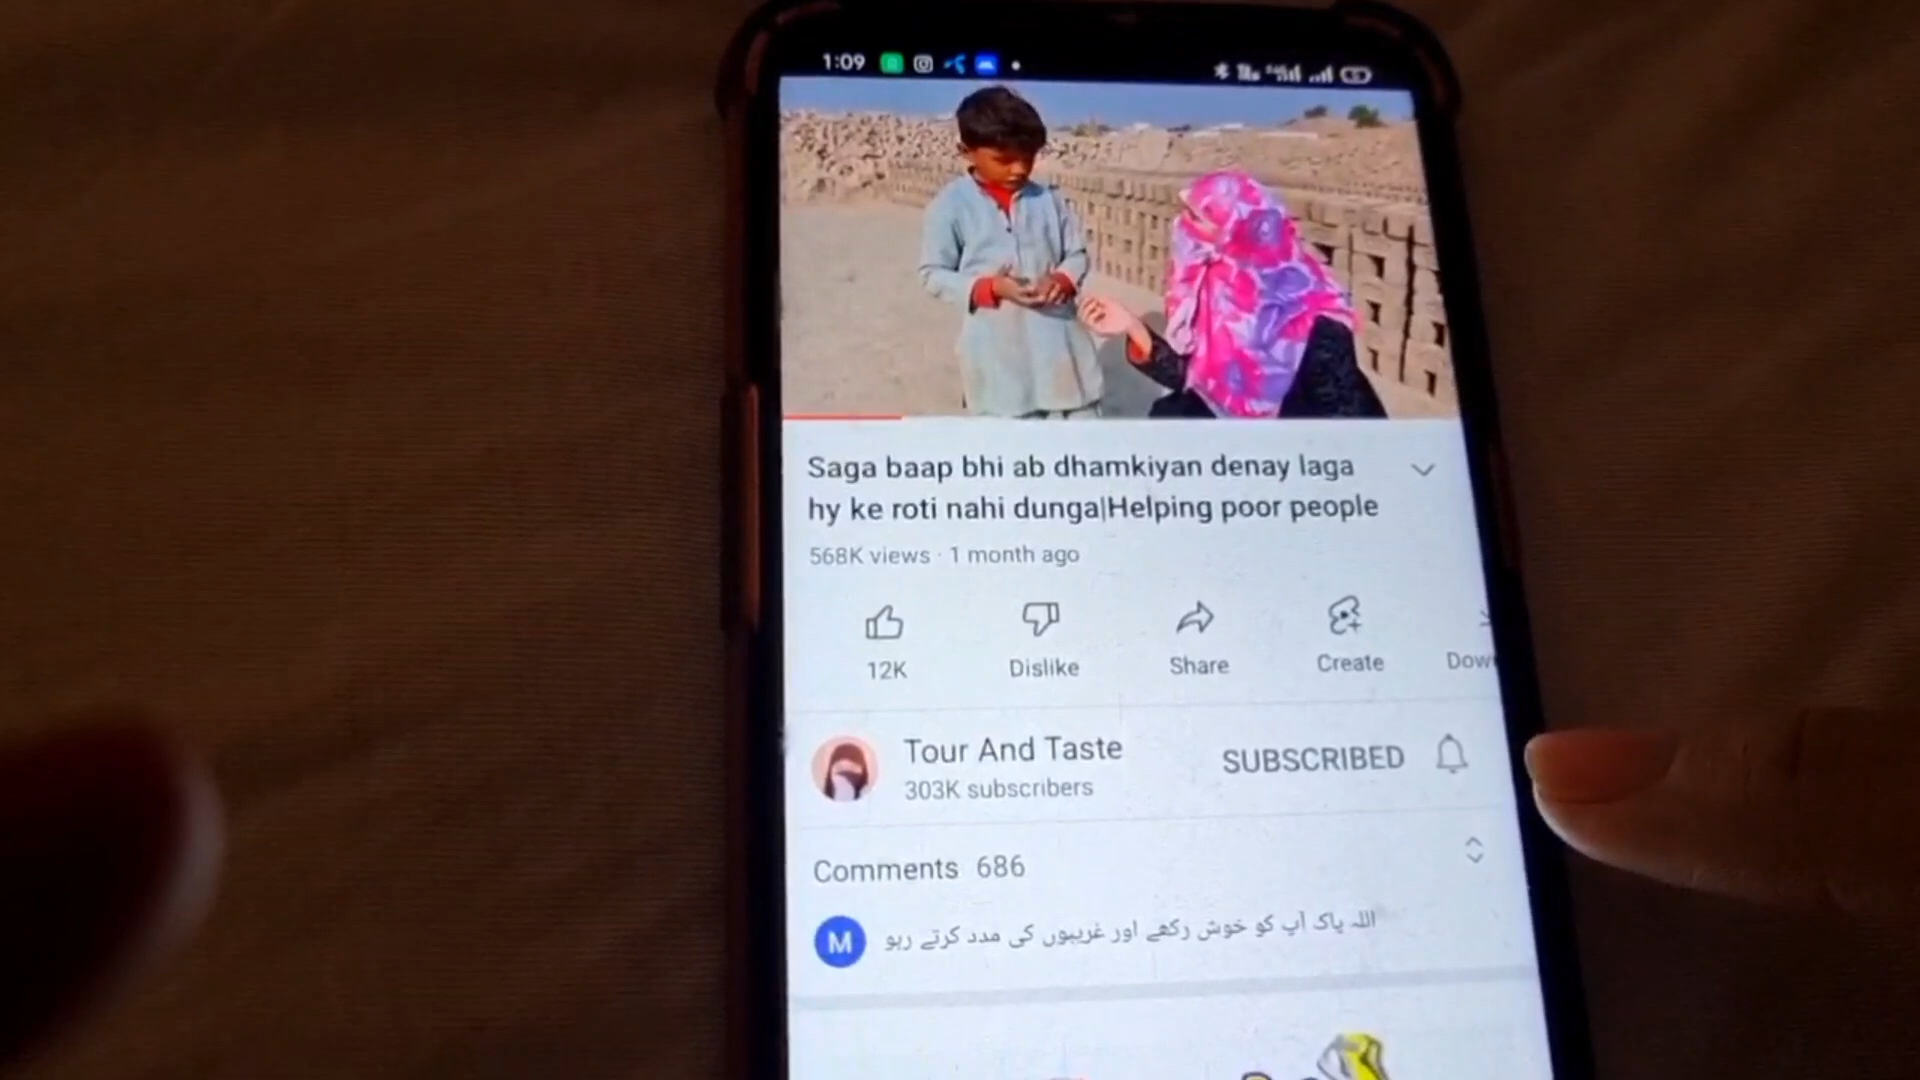 1:09
Saga baap bhi ab dhamkiyan denay laga
hy ke roti nahi dunga|Helping poor people
568K views · 1 month ago
12K
Dislike
Share
Create
Tour And Taste
303K subscribers
SUBSCRIBED
Comments 686
M
اللہ پاک آپ کو خوش رکھے اور غریبوں کی مدد کرتے رہو